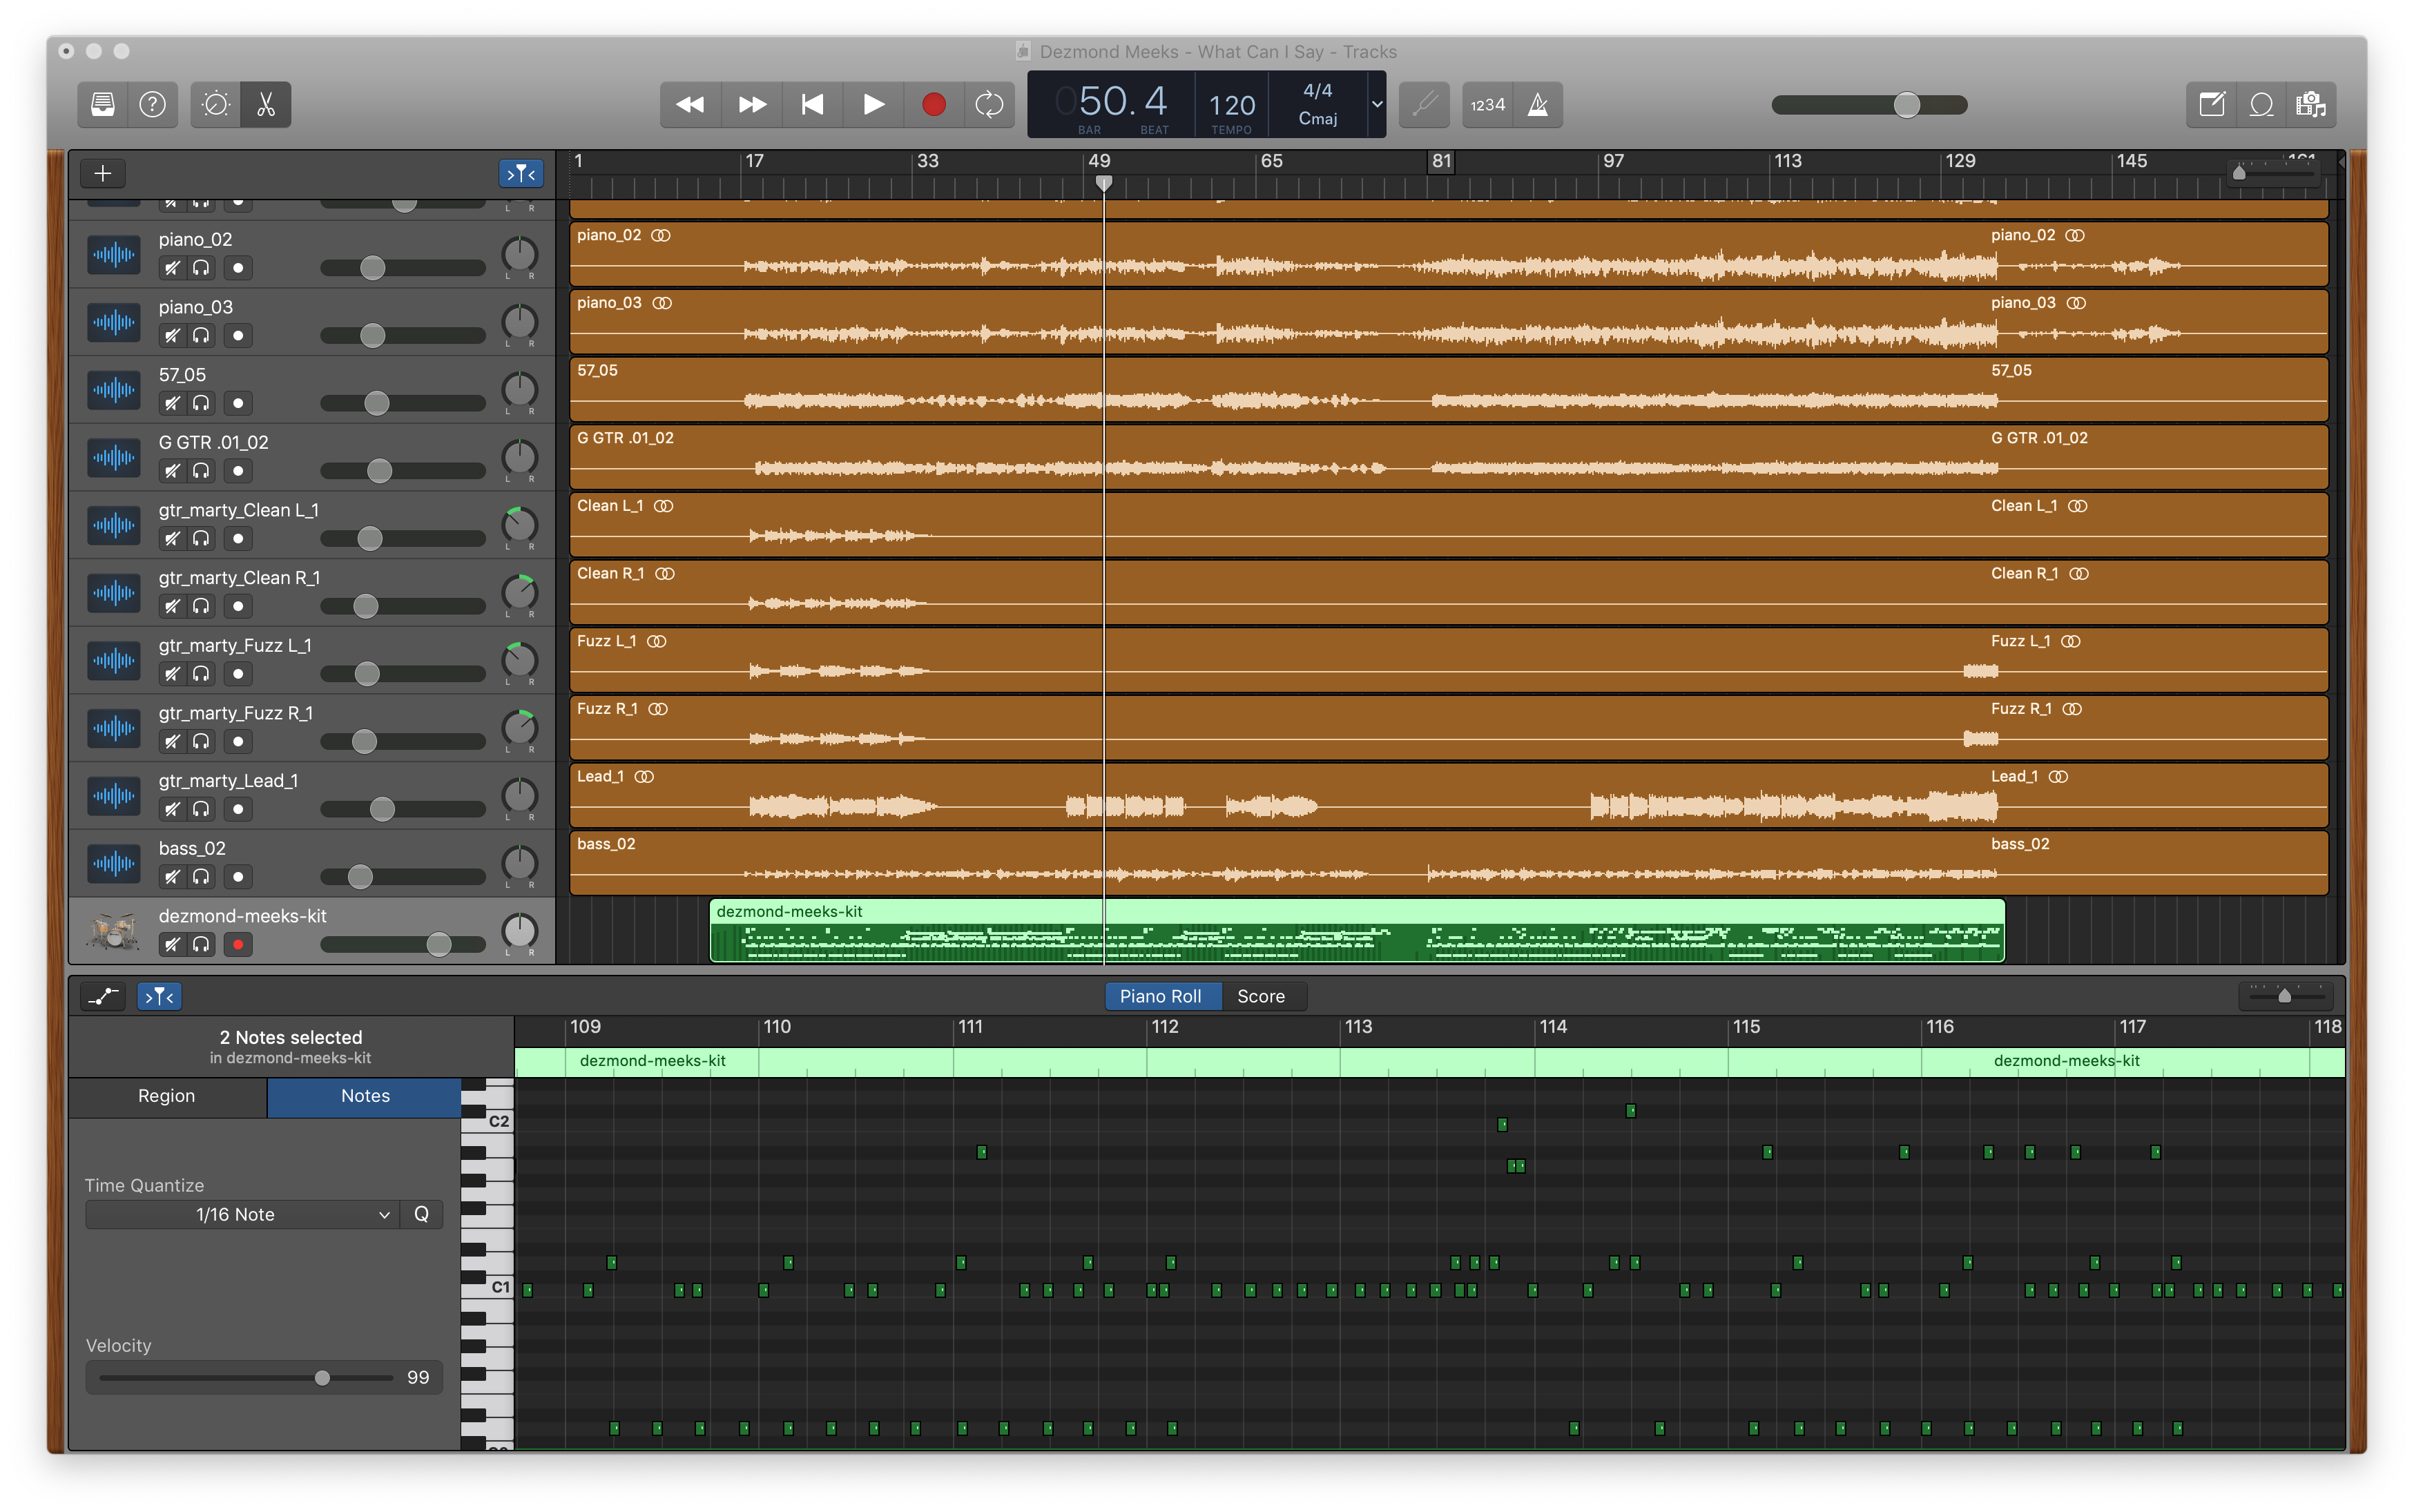 Dezmond Meeks - What Can I Say - Tracks
?
050.4
BAR BEAT
120
TEMPO
4/4
Cmaj
1234
1 17 33 49 65 81 97 113 129 145
L R
piano_02
L R
piano_02 piano_02
piano_03
L R
piano_03 piano_03
57_05
L R
57_05 57_05
G GTR .01_02
L R
G GTR .01_02 G GTR .01_02
gtr_marty_Clean L_1
L R
Clean L_1 Clean L_1
gtr_marty_Clean R_1
L R
Clean R_1 Clean R_1
gtr_marty_Fuzz L_1
L R
Fuzz L_1 Fuzz L_1
gtr_marty_Fuzz R_1
L R
Fuzz R_1 Fuzz R_1
gtr_marty_Lead_1
L R
Lead_1 Lead_1
bass_02
L R
bass_02 bass_02
dezmond-meeks-kit
L R
dezmond-meeks-kit
Piano Roll Score
2 Notes selected
in dezmond-meeks-kit
109 110 111 112 113 114 115 116 117 118
dezmond-meeks-kit dezmond-meeks-kit
Region Notes
C2
Time Quantize
1/16 Note Q
C1
Velocity
99